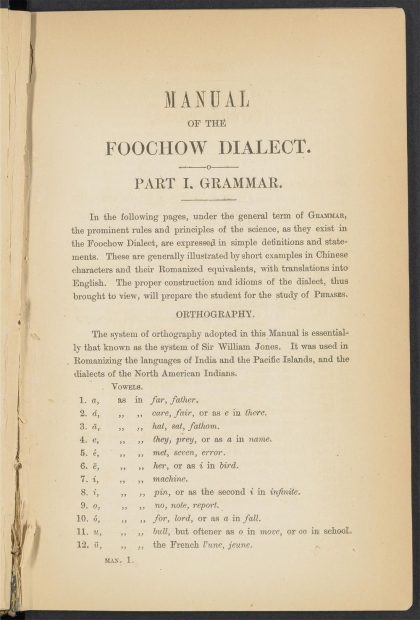 MANUAL
OF THE
FOOCHOW DIALECT.
PART I. GRAMMAR.
In the following pages, under the general term of GRAMMAR,
the prominent rules and principles of the science, as they exist in
the Foochow Dialect, are expressed in simple definitions and state-
ments. These are generally illustrated by short examples in Chinese
characters and their Romanized equivalents, with translations into
English. The proper construction and idioms of the dialect, thus
brought to view, will prepare the student for the study of PHRASES.
ORTHOGRAPHY.
The system of orthography adopted in this Manual is essential-
ly that known as the system of Sir William Jones. It was used in
Romanizing the languages of India and the Pacific Islands, and the
dialects of the North American Indians.
VOWELS.
1. a, as in far, father.
2. á, „ „ care, fair, or as e in there.
3. ä, „ „ hat, sat, fathom.
4. e, „ „ they, prey, or as a in name.
5. é, „ „ met, seven, error.
6. ë, „ „ her, or as i in bird.
7. i, „ „ machine.
8. í, „ „ pin, or as the second i in infinite.
9. o, „ „ no, note, report.
10. ó, „ „ for, lord, or as a in fall.
11. u, „ „ bull, but oftener as o in move, or oo in school.
12. ü, „ „ the French l'une, jeune.
MAN. 1.